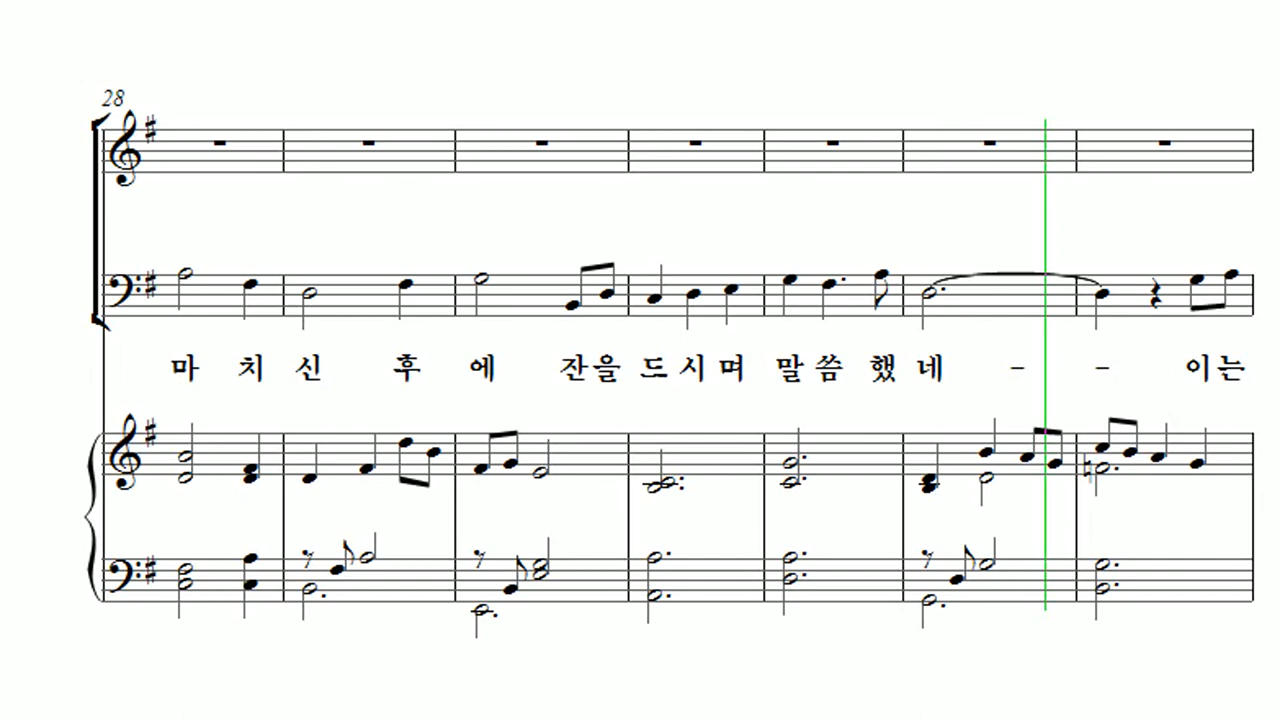 28
마 치 신 후 에 잔을 드 시 며 말 씀 했 네 - - 이는